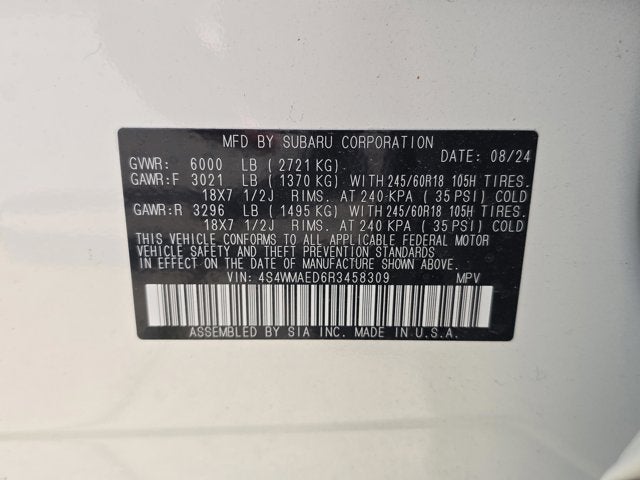 MFD BY SUBARU CORPORATION
GVWR: 6000 LB ( 2721 KG) DATE: 08/24
GAWR:F 3021 LB ( 1370 KG) WITH 245/60R18 105H TIRES.
18X7 1/2J RIMS. AT 240 KPA ( 35 PSI) COLD
GAWR:R 3296 LB ( 1495 KG) WITH 245/60R18 105H TIRES.
18X7 1/2J RIMS. AT 240 KPA ( 35 PSI) COLD
THIS VEHICLE CONFORMS TO ALL APPLICABLE FEDERAL MOTOR
VEHICLE SAFETY AND THEFT PREVENTION STANDARDS
IN EFFECT ON THE DATE OF MANUFACTURE SHOWN ABOVE.
VIN: 4S4WMAED6R3458309 MPV
ASSEMBLED BY SIA INC. MADE IN U.S.A.